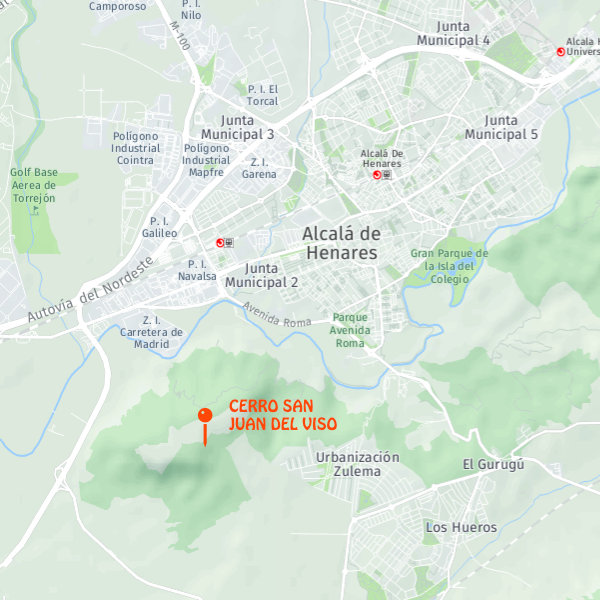 Camporoso
P. I.
Nilo
M-100
Junta
Municipal 4
Alcala H
Univers
P. I. El
Torcal
Junta
Municipal 3
Junta
Municipal 5
Polígono
Industrial
Cointra
Polígono
Industrial
Mapfre
Z. I.
Garena
Alcalá De
Henares
Golf Base
Aerea de
Torrejón
P. I.
Galileo
Alcalá de
Henares
Gran Parque de
la Isla del
Colegio
P. I.
Navalsa
Junta
Municipal 2
Autovía del Nordeste
Avenida Roma
Z. I.
Carretera de
Madrid
Parque
Avenida
Roma
CERRO SAN
JUAN DEL VISO
Urbanización
Zulema
El Gurugú
Los Hueros